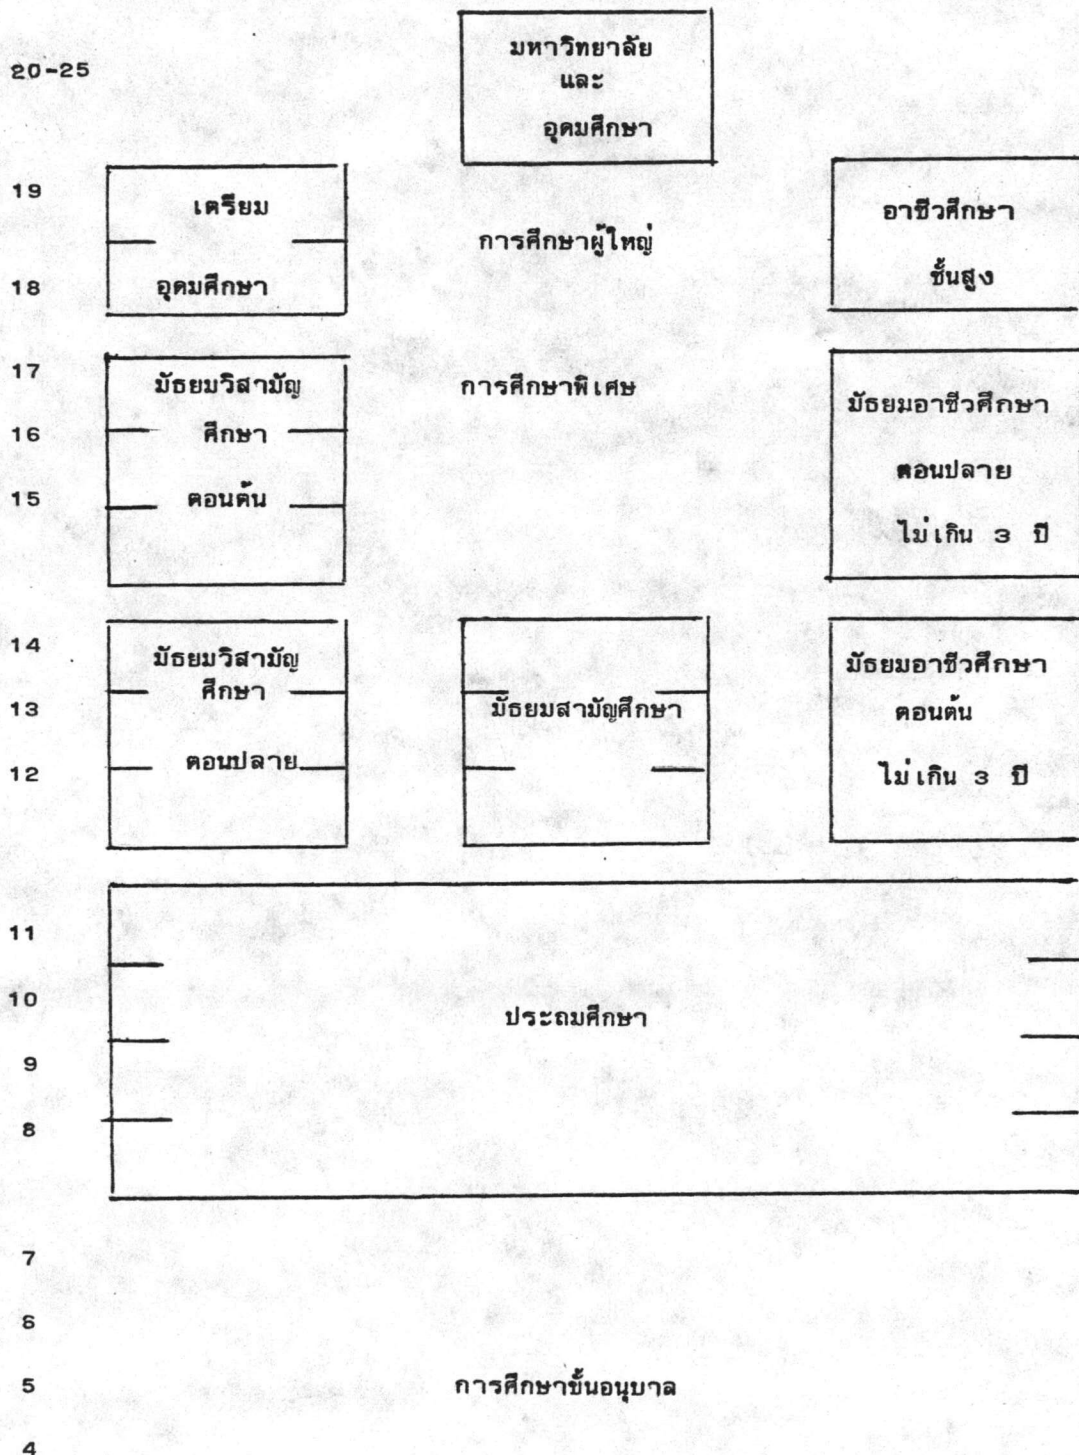 มหาวิทยาลัย
20-25
และ
อุดมศึกษา
19
เตรียม
อาชีวศึกษา
การศึกษาผู้ใหญ่
18
อุดมศึกษา
ชั้นสูง
17
มัธยมวิสามัญ
การศึกษาพิเศษ
มัธยมอาชีวศึกษา
16
ศึกษา
ตอนปลาย
15
ตอนต้น
ไม่เกิน 3 ปี
14
มัธยมวิสามัญ
มัธยมอาชีวศึกษา
ศึกษา
13
มัธยมสามัญศึกษา
ตอนต้น
12
ตอนปลาย
ไม่เกิน 3 ปี
11
10
ประถมศึกษา
9
8
7
6
5
การศึกษาขั้นอนุบาล
4